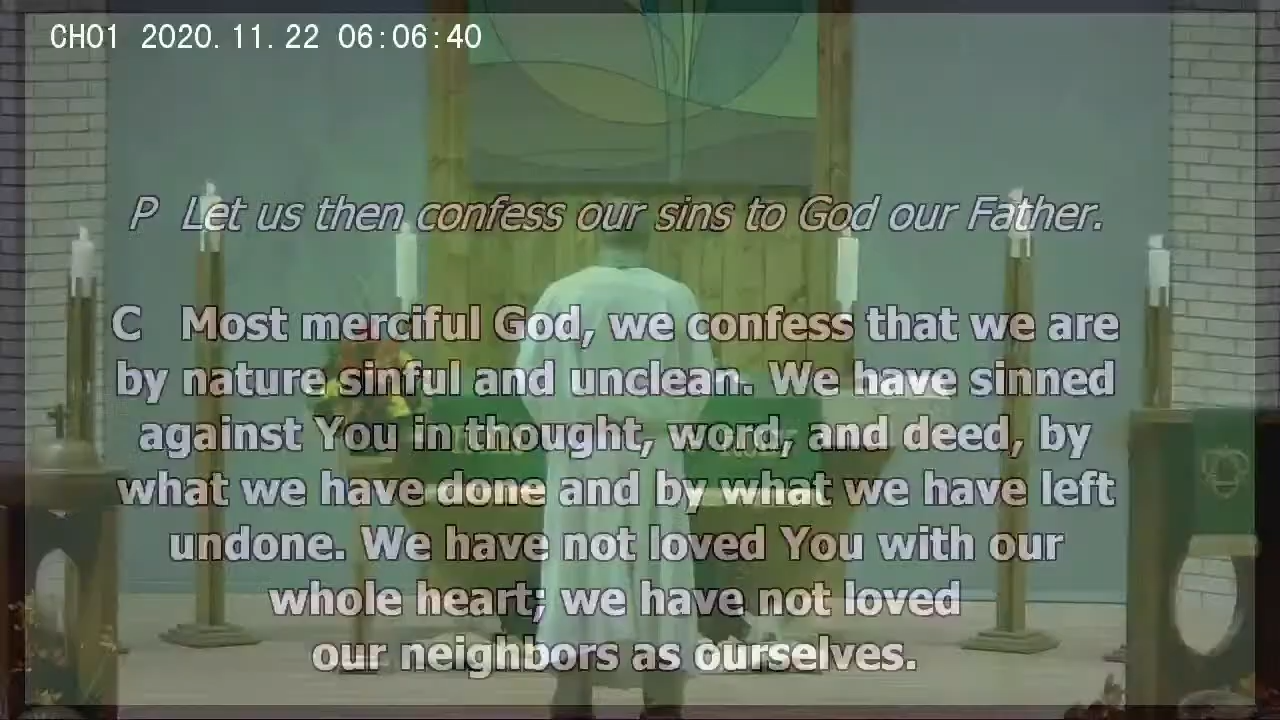 CH01 2020.11.22 06:06:40
P Let us then confess our sins to God our Father.
C Most merciful God, we confess that we are
by nature sinful and unclean. We have sinned
against You in thought, word, and deed, by
what we have done and by what we have left
undone. We have not loved You with our
whole heart; we have not loved
our neighbors as ourselves.